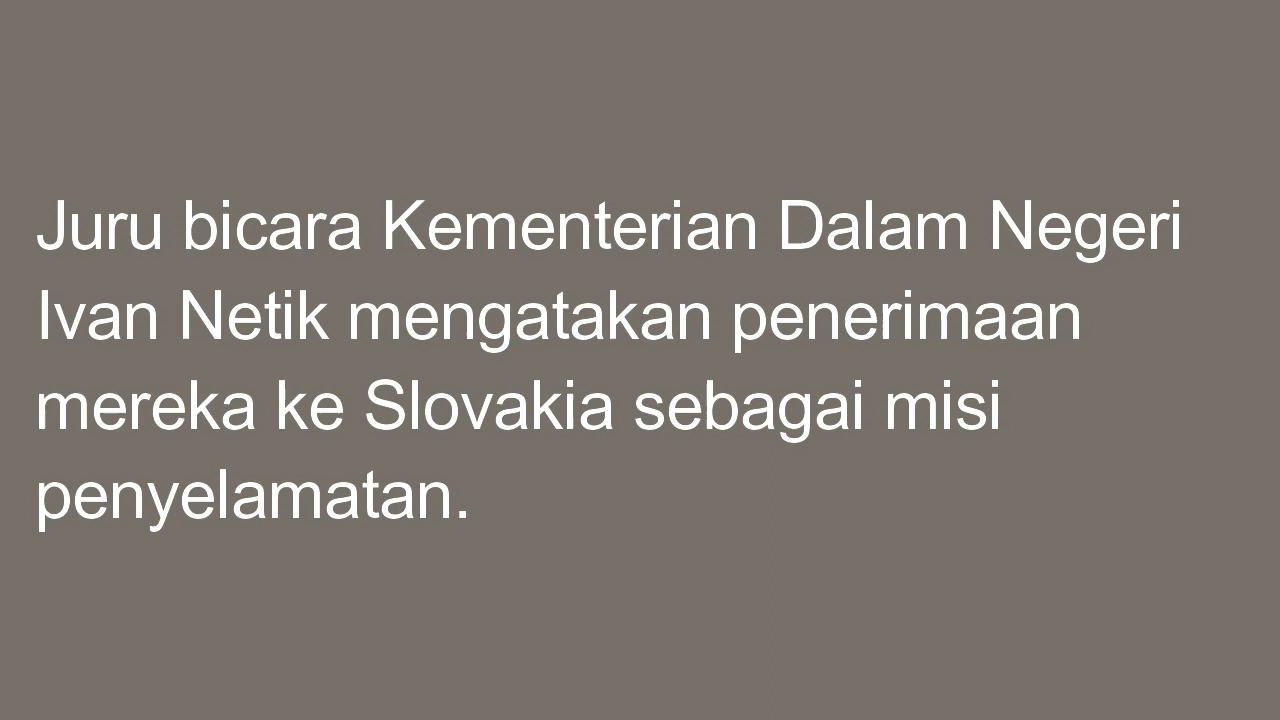 Juru bicara Kementerian Dalam Negeri
Ivan Netik mengatakan penerimaan
mereka ke Slovakia sebagai misi
penyelamatan.